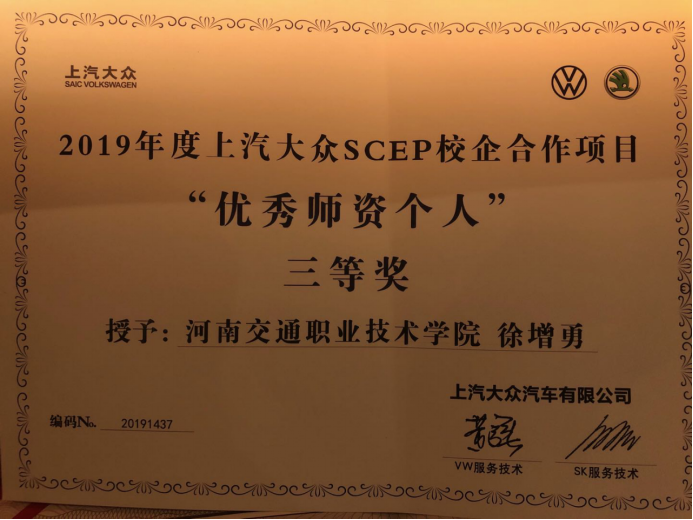 上汽大众
SAIC VOLKSWAGEN
2019年度上汽大众SCEP校企合作项目
“优秀师资个人”
三等奖
授予: 河南交通职业技术学院 徐增勇
上汽大众汽车有限公司
编码No. 20191437
VW服务技术 SK服务技术